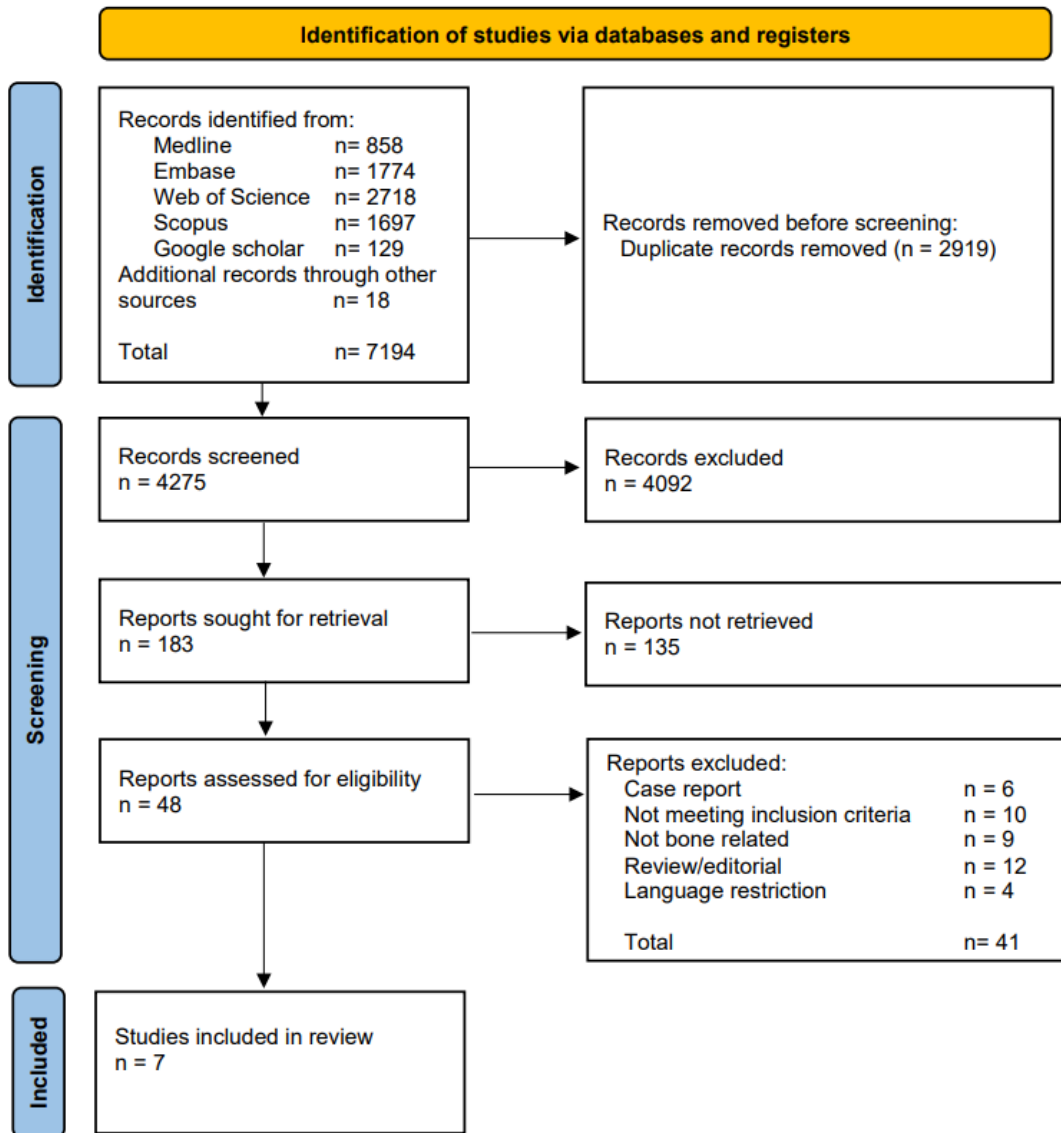 Identification of studies via databases and registers
Identification
Records identified from:
Medline n= 858
Embase n= 1774
Web of Science n= 2718
Scopus n= 1697
Google scholar n= 129
Additional records through other
sources n= 18
Total n= 7194
Records removed before screening:
Duplicate records removed (n = 2919)
Screening
Records screened
n = 4275
Records excluded
n = 4092
Reports sought for retrieval
n = 183
Reports not retrieved
n = 135
Reports assessed for eligibility
n = 48
Reports excluded:
Case report n = 6
Not meeting inclusion criteria n = 10
Not bone related n = 9
Review/editorial n = 12
Language restriction n = 4
Total n= 41
Included
Studies included in review
n = 7